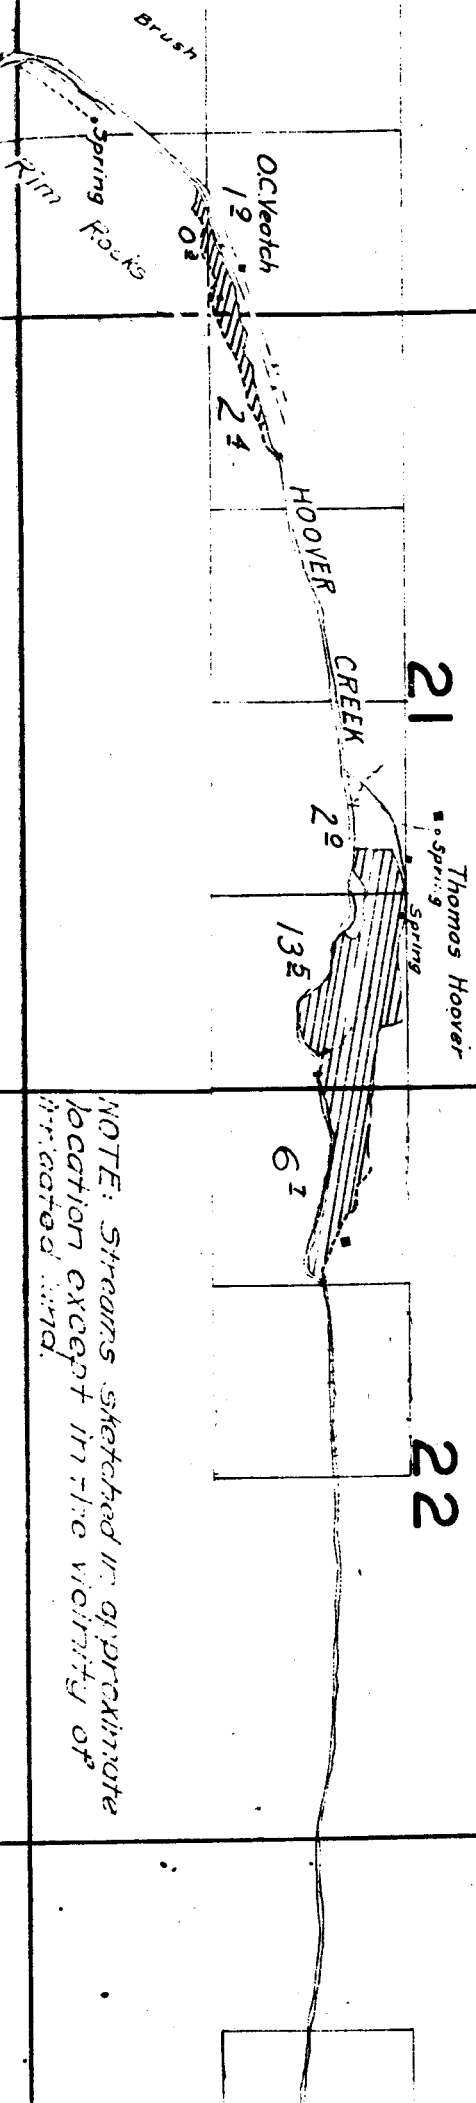 Brush
Spring
Rim Rocks
O.C. Veatch
1 9
0 2
2 4
HOOVER CREEK
21
2 0
Spring
Thomas Hoover
Spring
13 5
6 7
22
NOTE: Streams sketched in approximate
location except in the vicinity of
irrigated land.